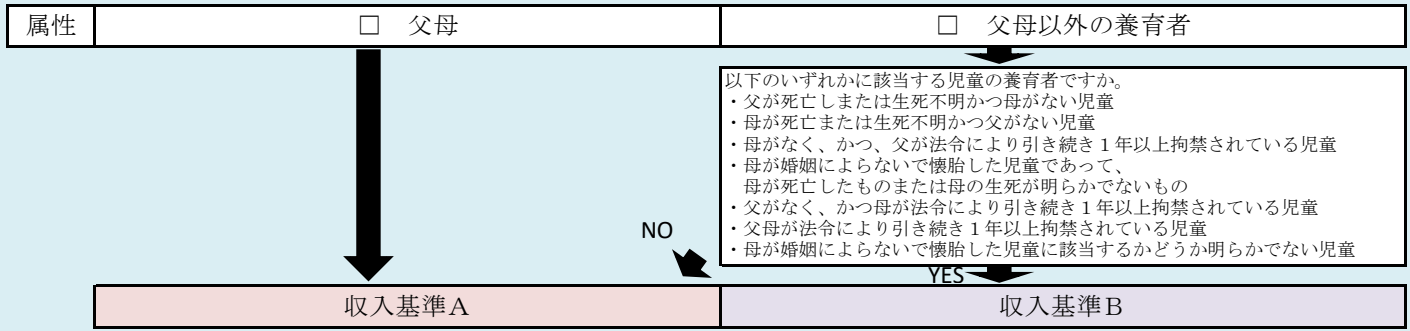 属性
□　父母
□　父母以外の養育者
以下のいずれかに該当する児童の養育者ですか。
・父が死亡しまたは生死不明かつ母がない児童
・母が死亡または生死不明かつ父がない児童
・母がなく、かつ、父が法令により引き続き１年以上拘禁されている児童
・母が婚姻によらないで懐胎した児童であって、
母が死亡したものまたは母の生死が明らかでないもの
・父がなく、かつ母が法令により引き続き１年以上拘禁されている児童
・父母が法令により引き続き１年以上拘禁されている児童
・母が婚姻によらないで懐胎した児童に該当するかどうか明らかでない児童
NO
YES
収入基準Ａ
収入基準Ｂ